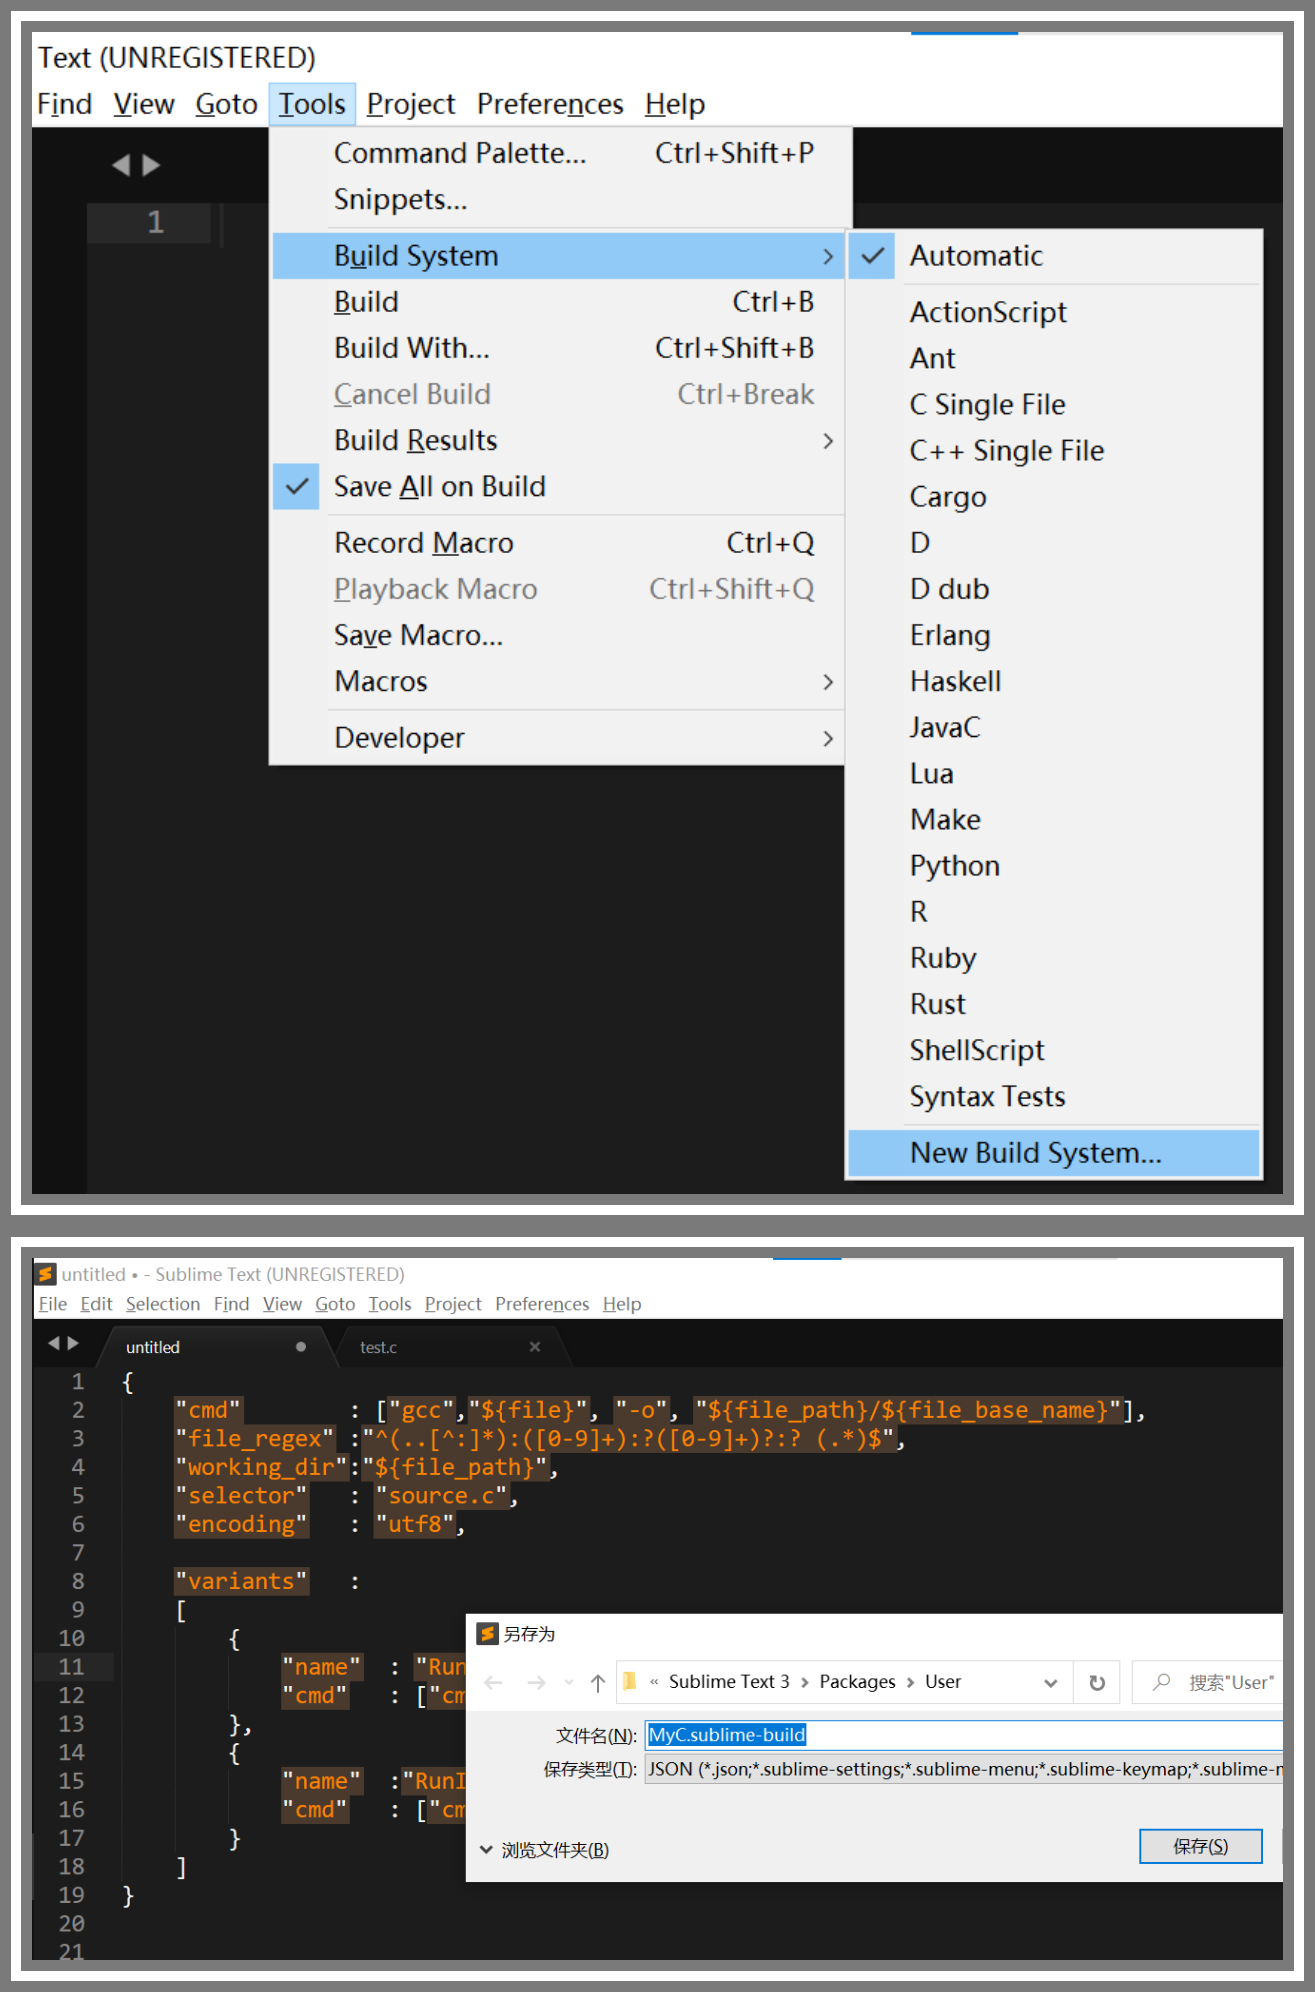 Text (UNREGISTERED)
Find View Goto Tools Project Preferences Help
Command Palette... Ctrl+Shift+P
Snippets...
1
Build System
Build Ctrl+B
Build With... Ctrl+Shift+B
Cancel Build Ctrl+Break
Build Results
Save All on Build
Record Macro Ctrl+Q
Playback Macro Ctrl+Shift+Q
Save Macro...
Macros
Developer
Automatic
ActionScript
Ant
C Single File
C++ Single File
Cargo
D
D dub
Erlang
Haskell
JavaC
Lua
Make
Python
R
Ruby
Rust
ShellScript
Syntax Tests
New Build System...
untitled • - Sublime Text (UNREGISTERED)
File Edit Selection Find View Goto Tools Project Preferences Help
untitled test.c
1 {
2 "cmd" : ["gcc","${file}", "-o", "${file_path}/${file_base_name}"],
3 "file_regex" :"^(..[^:]*):([0-9]+):?([0-9]+)?:? (.*)$",
4 "working_dir":"${file_path}",
5 "selector" : "source.c",
6 "encoding" : "utf8",
7
8 "variants" :
9 [
10 {
11 "name" : "Run
12 "cmd" : ["cm
13 },
14 {
15 "name" :"RunI
16 "cmd" : ["cm
17 }
18 ]
19 }
20
21
另存为
« Sublime Text 3 › Packages › User
搜索"User"
文件名(N): MyC.sublime-build
保存类型(T): JSON (*.json;*.sublime-settings;*.sublime-menu;*.sublime-keymap;*.sublime-
浏览文件夹(B)
保存(S)